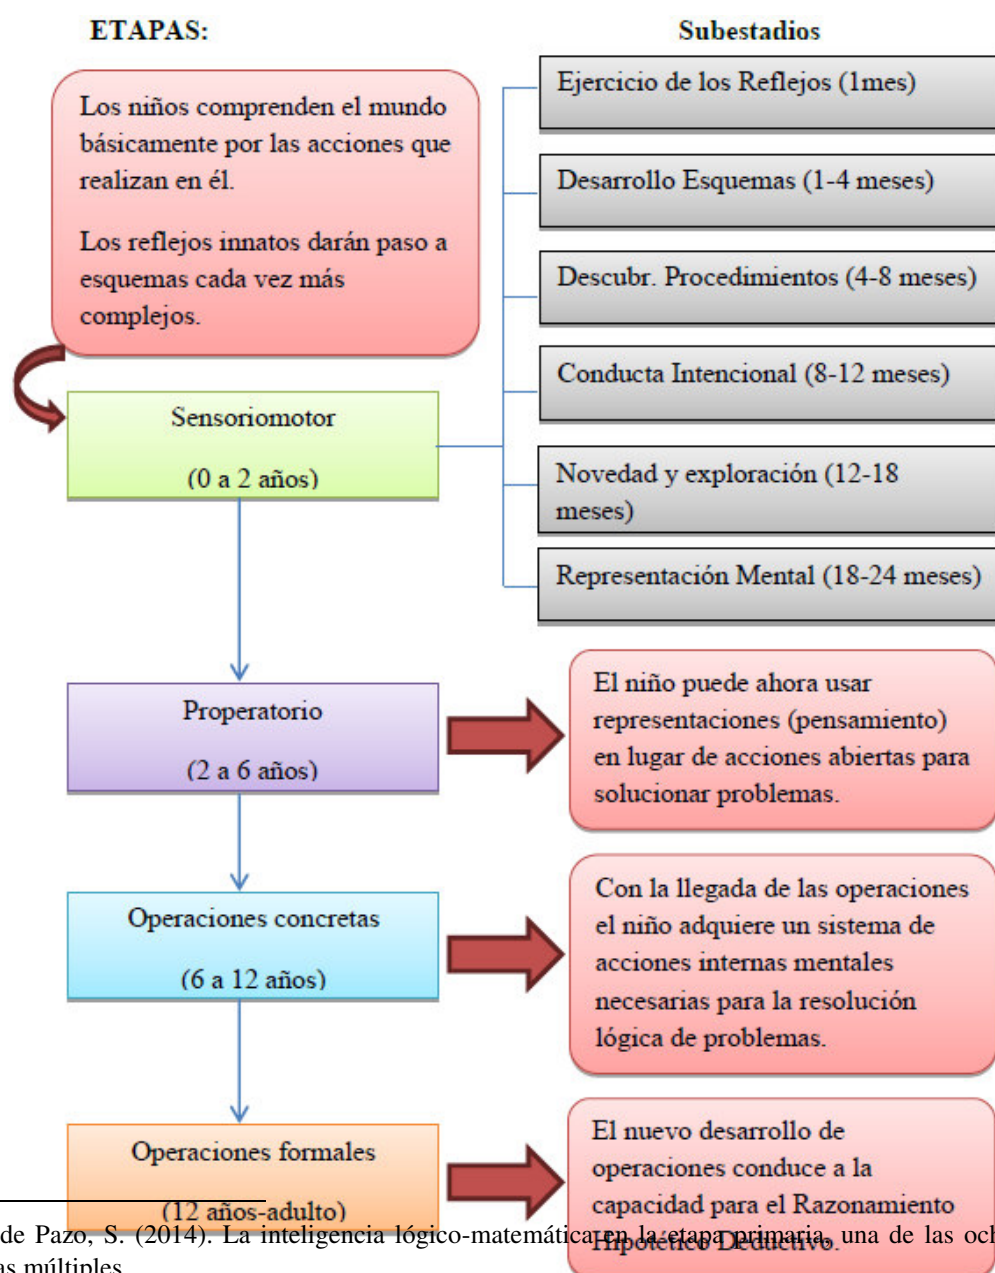 ETAPAS:
Subestadios
Los niños comprenden el mundo
básicamente por las acciones que
realizan en él.
Los reflejos innatos darán paso a
esquemas cada vez más
complejos.
Ejercicio de los Reflejos (1mes)
Desarrollo Esquemas (1-4 meses)
Descubr. Procedimientos (4-8 meses)
Conducta Intencional (8-12 meses)
Novedad y exploración (12-18
meses)
Representación Mental (18-24 meses)
Sensoriomotor
(0 a 2 años)
Properatorio
(2 a 6 años)
El niño puede ahora usar
representaciones (pensamiento)
en lugar de acciones abiertas para
solucionar problemas.
Operaciones concretas
(6 a 12 años)
Con la llegada de las operaciones
el niño adquiere un sistema de
acciones internas mentales
necesarias para la resolución
lógica de problemas.
Operaciones formales
(12 años-adulto)
El nuevo desarrollo de
operaciones conduce a la
capacidad para el Razonamiento
Hipotético Deductivo.
de Pazo, S. (2014). La inteligencia lógico-matemática en la etapa primaria, una de las
múltiples